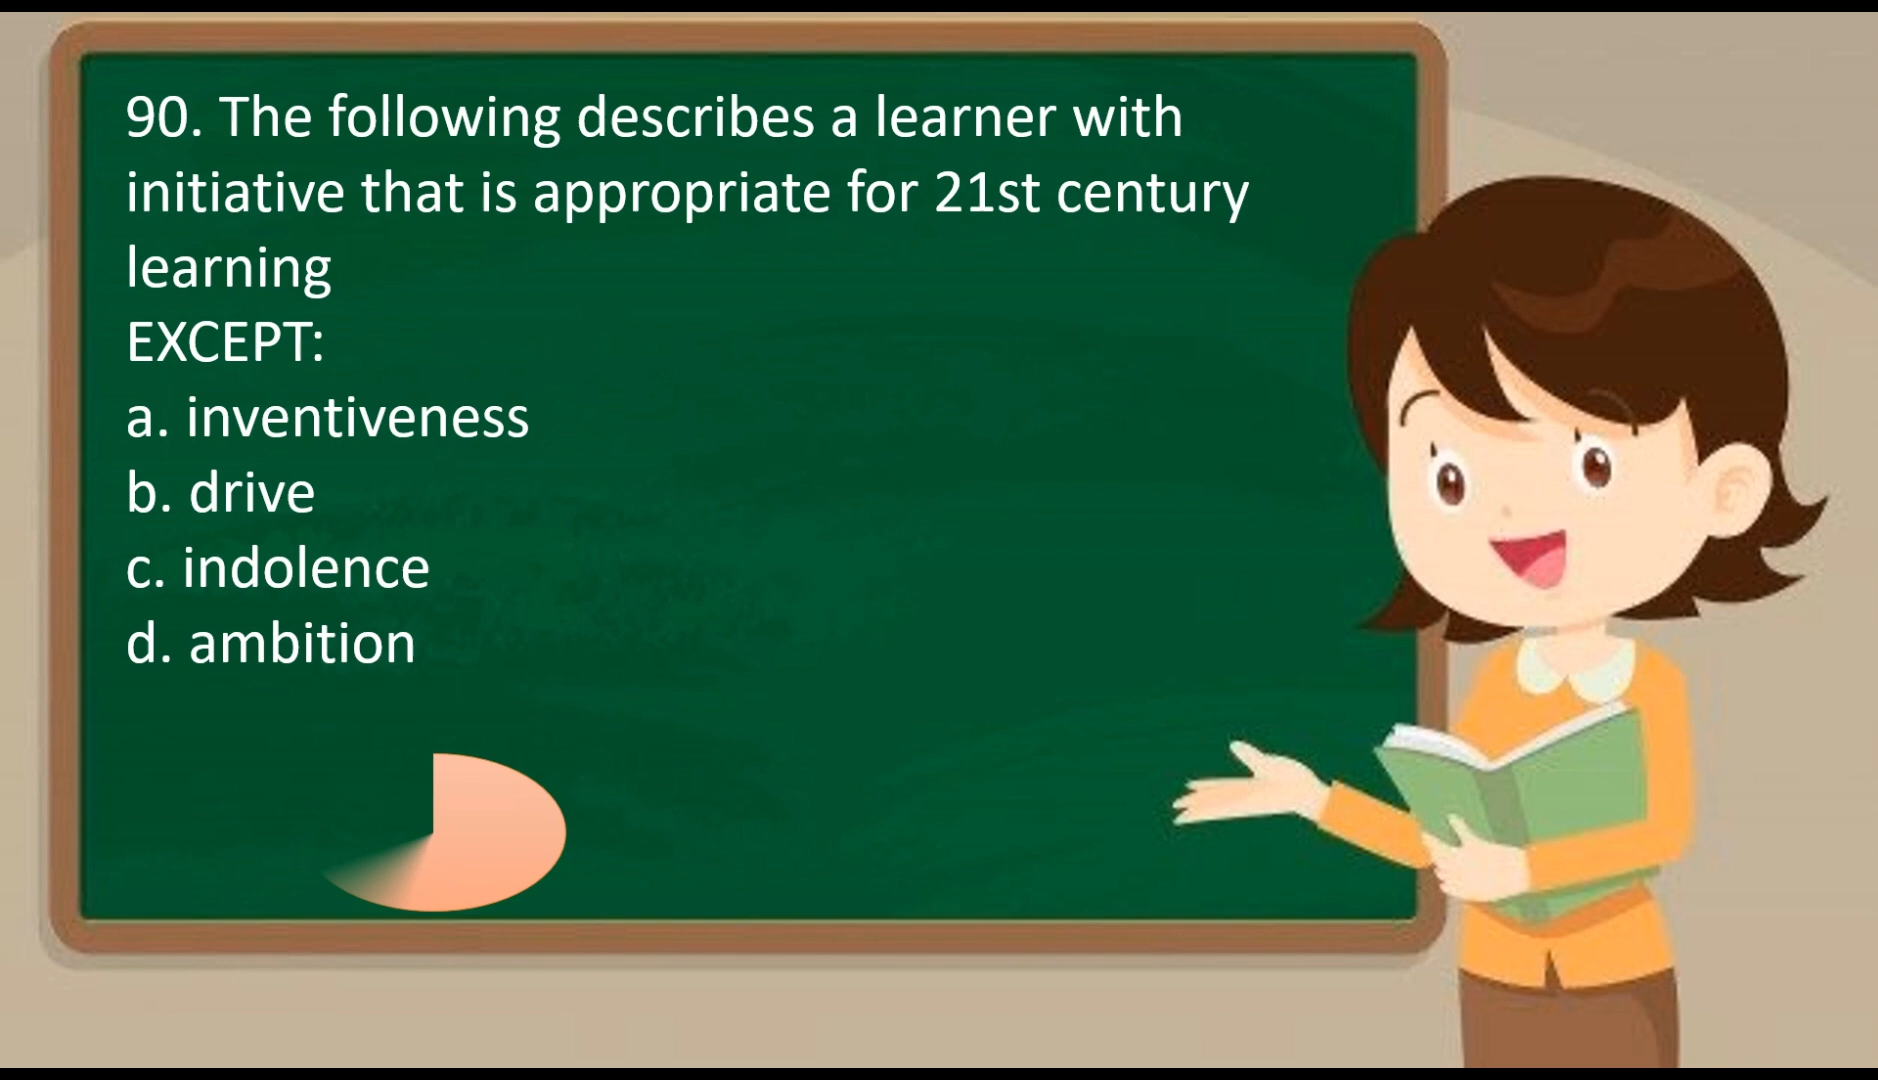 90. The following describes a learner with
initiative that is appropriate for 21st century
learning
EXCEPT:
a. inventiveness
b. drive
c. indolence
d. ambition